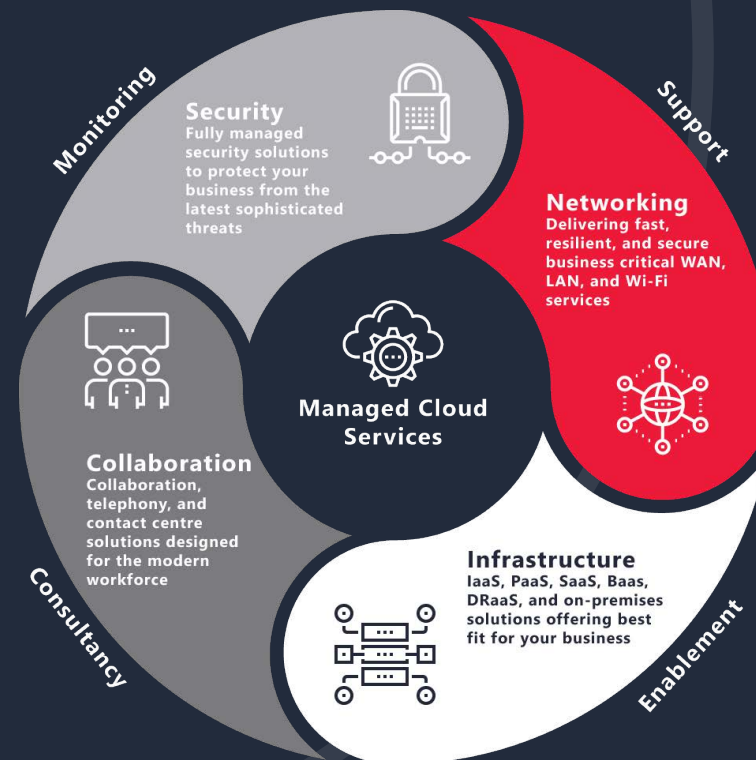 Monitoring
Support
Security
Fully managed
security solutions
to protect your
business from the
latest sophisticated
threats
Networking
Delivering fast,
resilient, and secure
business critical WAN,
LAN, and Wi-Fi
services
Managed Cloud
Services
Collaboration
Collaboration,
telephony, and
contact centre
solutions designed
for the modern
workforce
Infrastructure
IaaS, PaaS, SaaS, Baas,
DRaaS, and on-premises
solutions offering best
fit for your business
Consultancy
Enablement